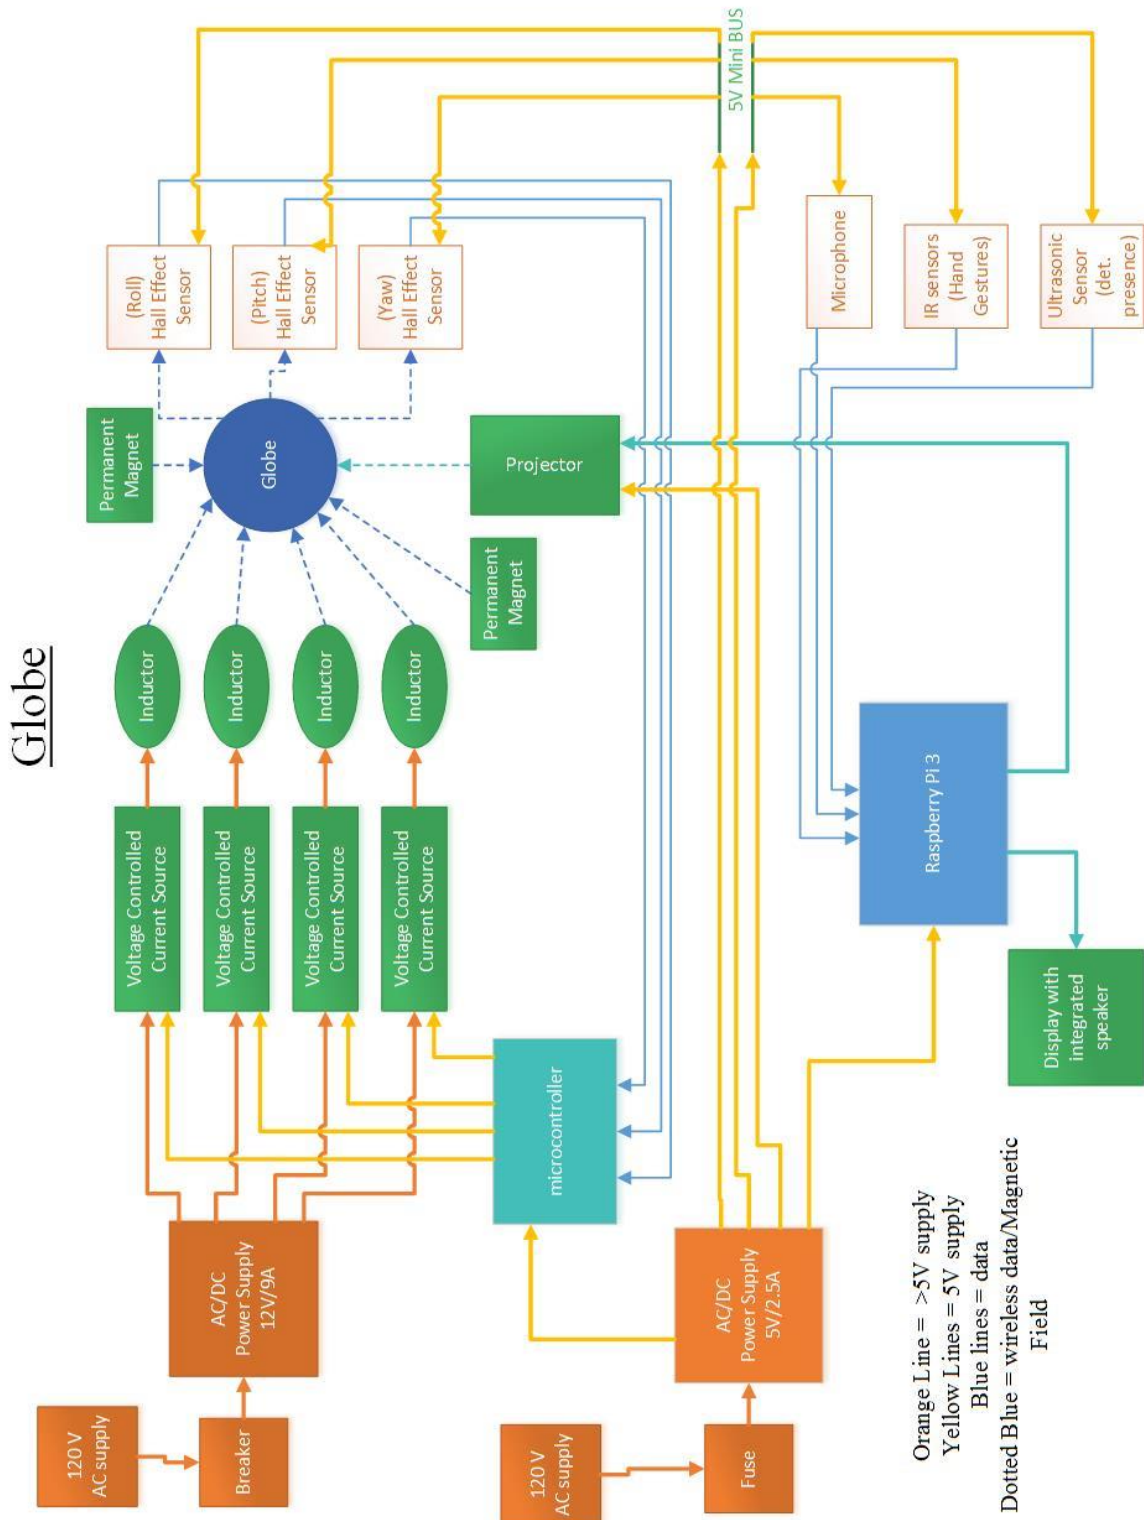 Globe
120 V
AC supply
Breaker
AC/DC
Power Supply
12V/9A
Voltage Controlled
Current Source
Voltage Controlled
Current Source
Voltage Controlled
Current Source
Voltage Controlled
Current Source
Inductor
Inductor
Inductor
Inductor
Permanent
Magnet
Globe
Permanent
Magnet
Projector
(Roll)
Hall Effect
Sensor
(Pitch)
Hall Effect
Sensor
(Yaw)
Hall Effect
Sensor
microcontroller
120 V
AC supply
Fuse
AC/DC
Power Supply
5V/2.5A
5V Mini BUS
Microphone
IR sensors
(Hand
Gestures)
Ultrasonic
Sensor
(det.
presence)
Raspberry Pi 3
Display with
integrated
speaker
Orange Line = >5V supply
Yellow Lines = 5V supply
Blue lines = data
Dotted Blue = wireless data/Magnetic
Field